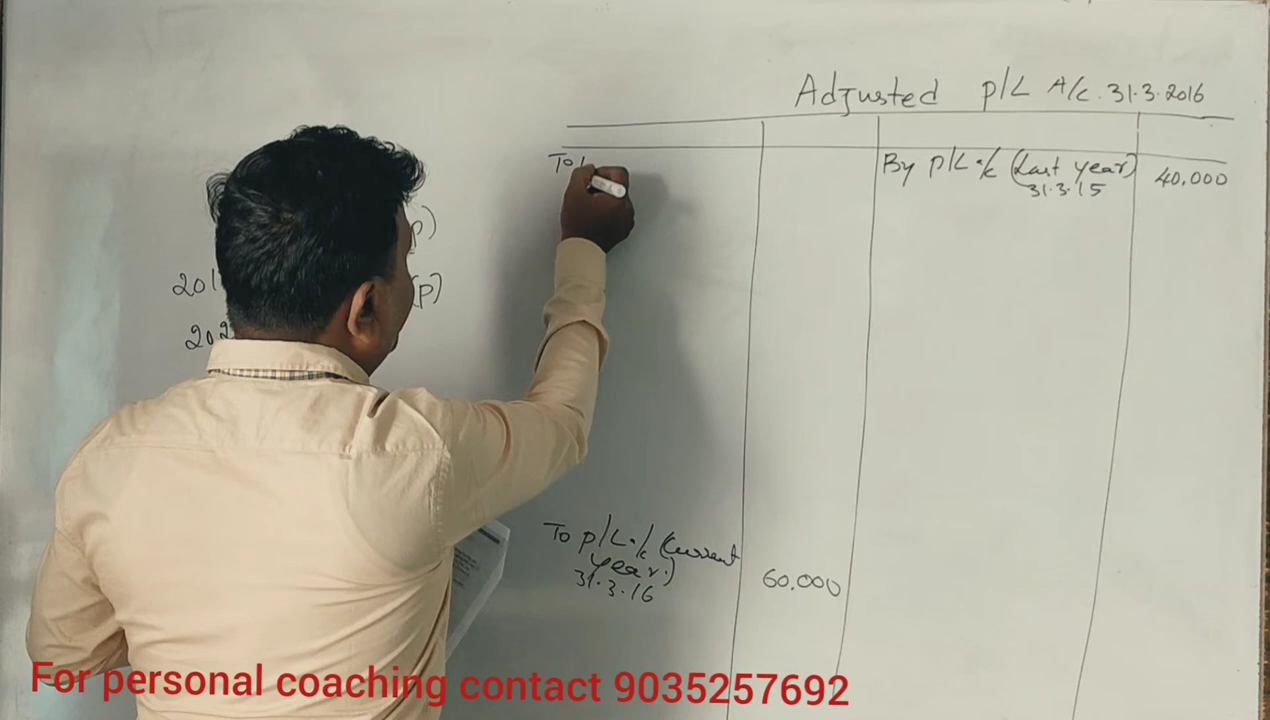 Adjusted P/L A/c. 31.3.2016
To
By P/L a/c (Last year) 40,000
31.3.15
p)
201
(p)
202
To P/L a/c (Current
year.)
31.3.16
60,000
For personal coaching contact 9035257692